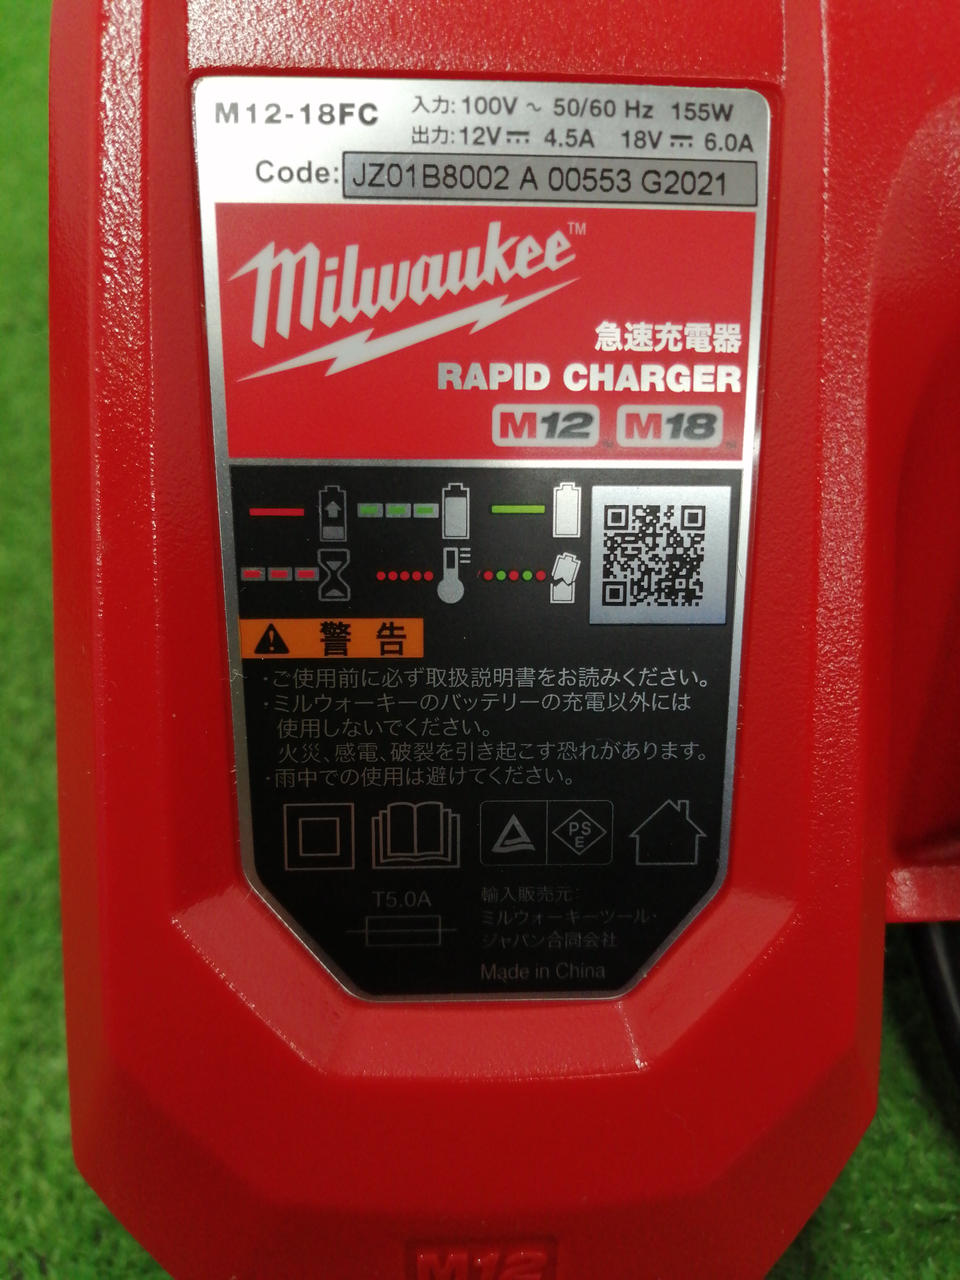 M12-18FC
入力: 100V ~ 50/60 Hz 155W
出力: 12V⎓ 4.5A 18V⎓ 6.0A
Code: JZ01B8002 A 00553 G2021
Milwaukee™
急速充電器
RAPID CHARGER
M12 M18
警告
・ご使用前に必ず取扱説明書をお読みください。
・ミルウォーキーのバッテリーの充電以外には
使用しないでください。
火災、感電、破裂を引き起こす恐れがあります。
・雨中での使用は避けてください。
PS
E
T5.0A
輸入販売元:
ミルウォーキーツール・
ジャパン合同会社
Made in China
M12